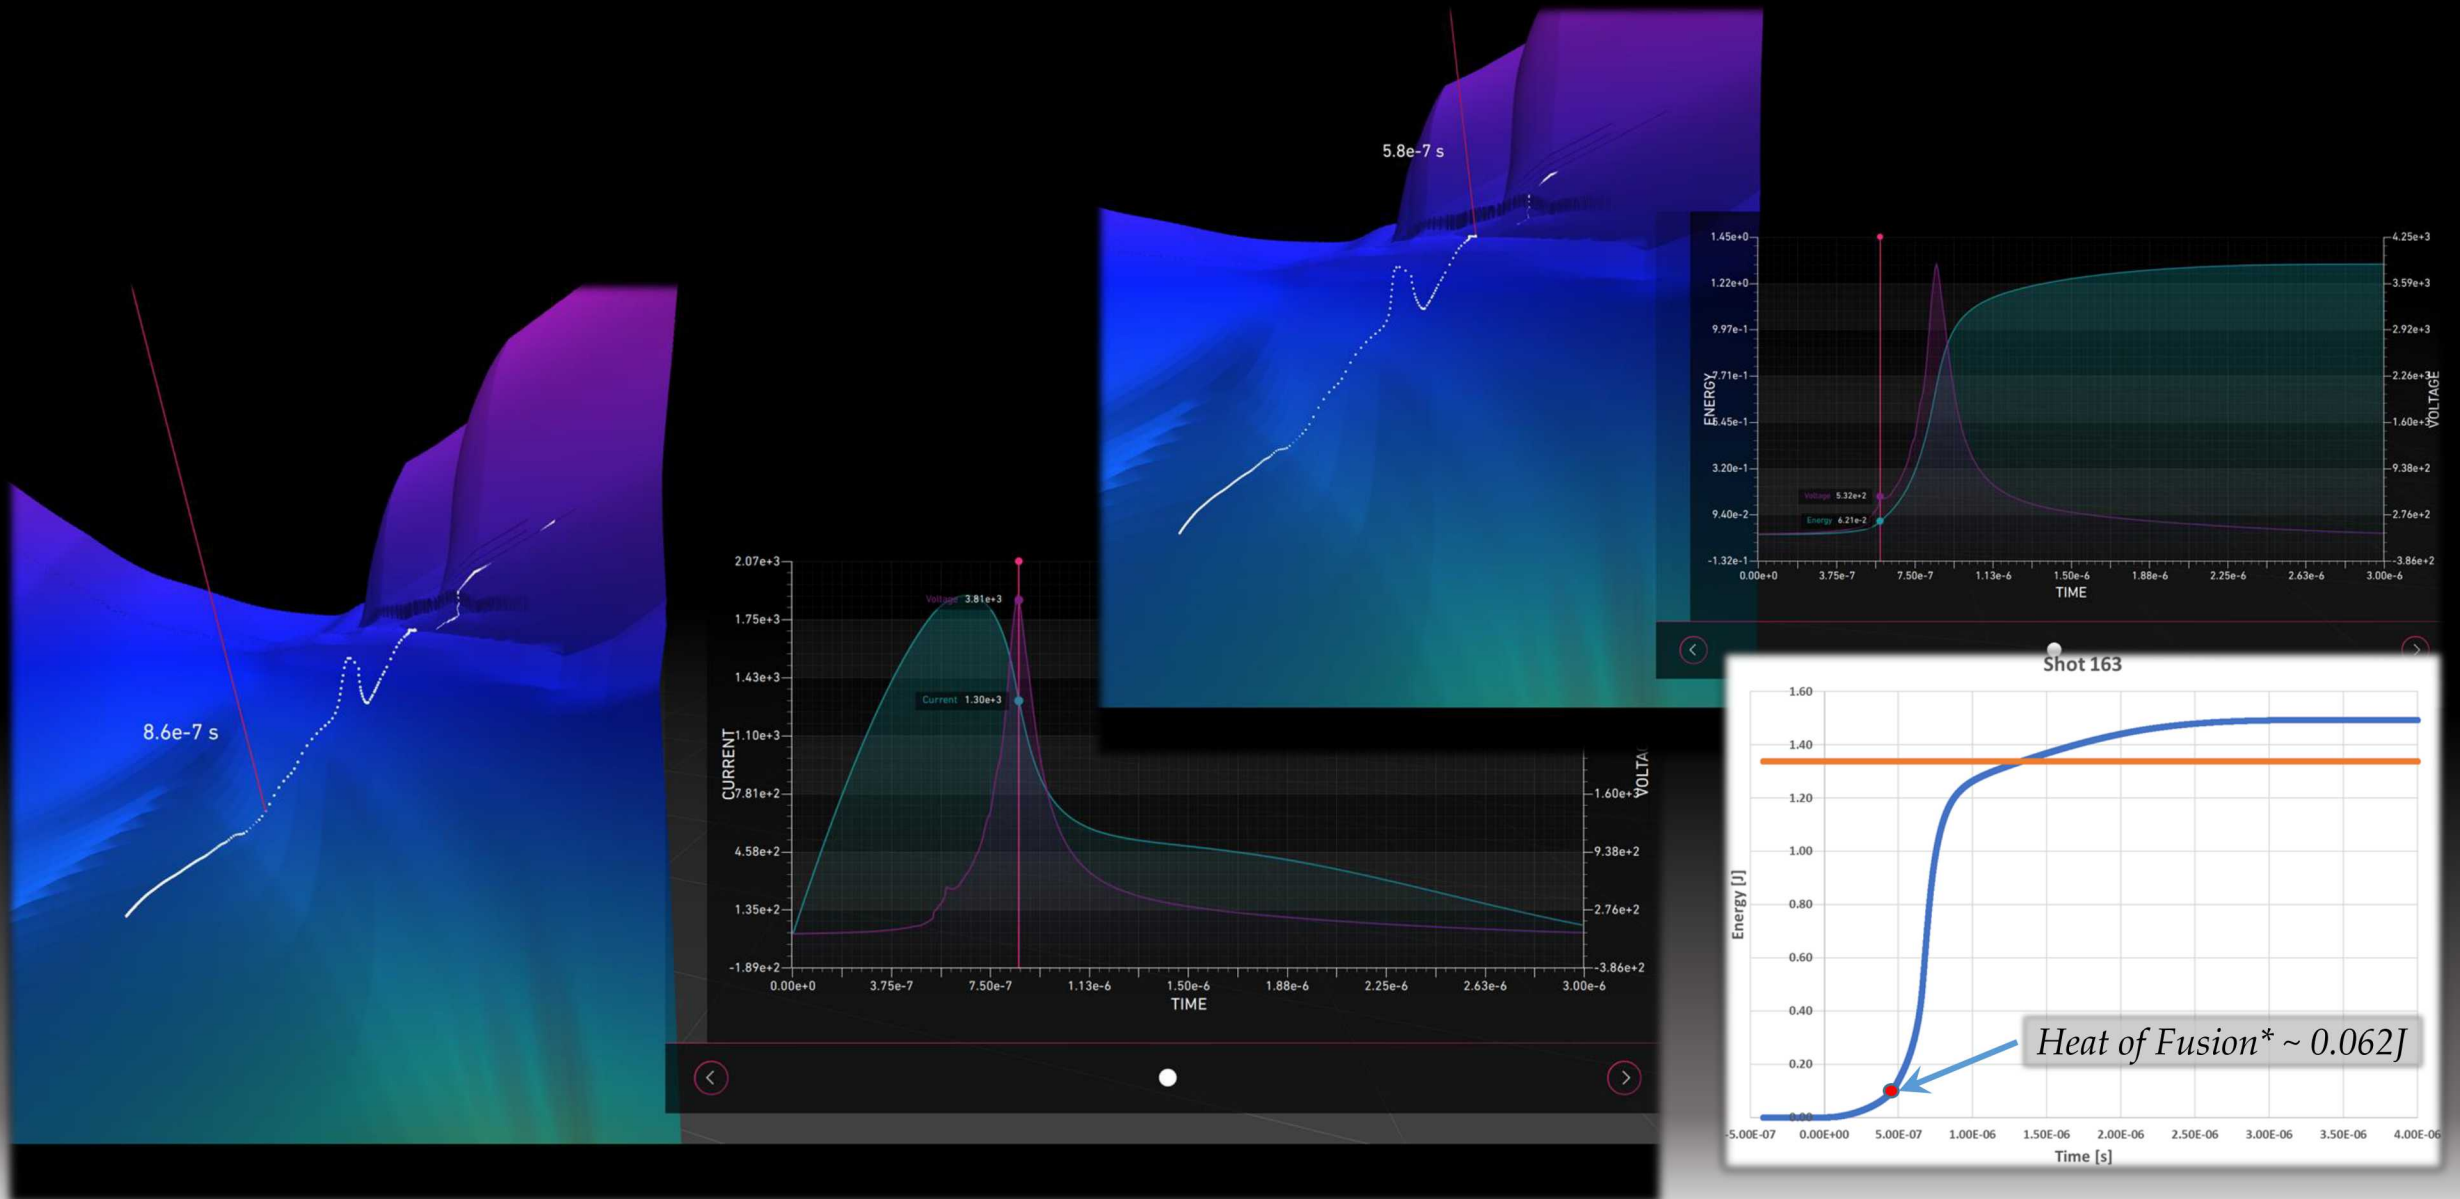 5.8e-7 s
1.45e+0
1.22e+0
9.97e-1
7.71e-1
5.45e-1
3.20e-1
9.40e-2
-1.32e-1
ENERGY
Voltage 5.32e+2
Energy 6.21e-2
4.25e+3
3.59e+3
2.92e+3
2.26e+3
1.60e+3
9.38e+2
2.76e+2
-3.86e+2
VOLTAGE
0.00e+0 3.75e-7 7.50e-7 1.13e-6 1.50e-6 1.88e-6 2.25e-6 2.63e-6 3.00e-6
TIME
8.6e-7 s
2.07e+3
1.75e+3
1.43e+3
1.10e+3
7.81e+2
4.58e+2
1.35e+2
-1.89e+2
CURRENT
Voltage 3.81e+3
Current 1.30e+3
1.60e+3
9.38e+2
2.76e+2
-3.86e+2
VOLTA
0.00e+0 3.75e-7 7.50e-7 1.13e-6 1.50e-6 1.88e-6 2.25e-6 2.63e-6 3.00e-6
TIME
Shot 163
1.60
1.40
1.20
1.00
0.80
0.60
0.40
0.20
0.00
Energy [J]
Heat of Fusion* ~ 0.062J
-5.00E-07 0.00E+00 5.00E-07 1.00E-06 1.50E-06 2.00E-06 2.50E-06 3.00E-06 3.50E-06 4.00E-06
Time [s]